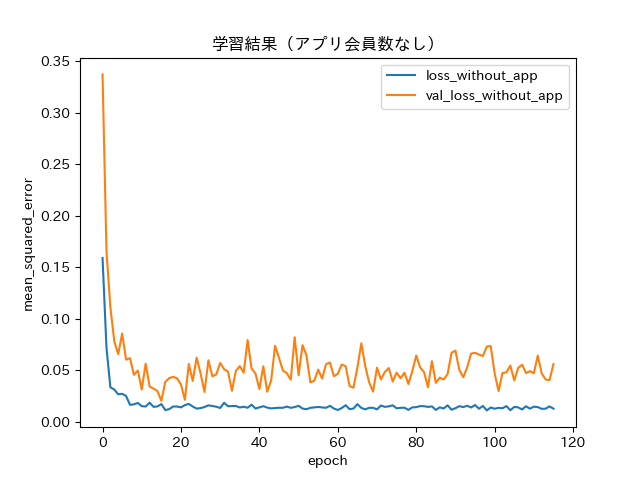 学習結果（アプリ会員数なし）
loss_without_app
val_loss_without_app
mean_squared_error
0.35
0.30
0.25
0.20
0.15
0.10
0.05
0.00
0 20 40 60 80 100 120
epoch